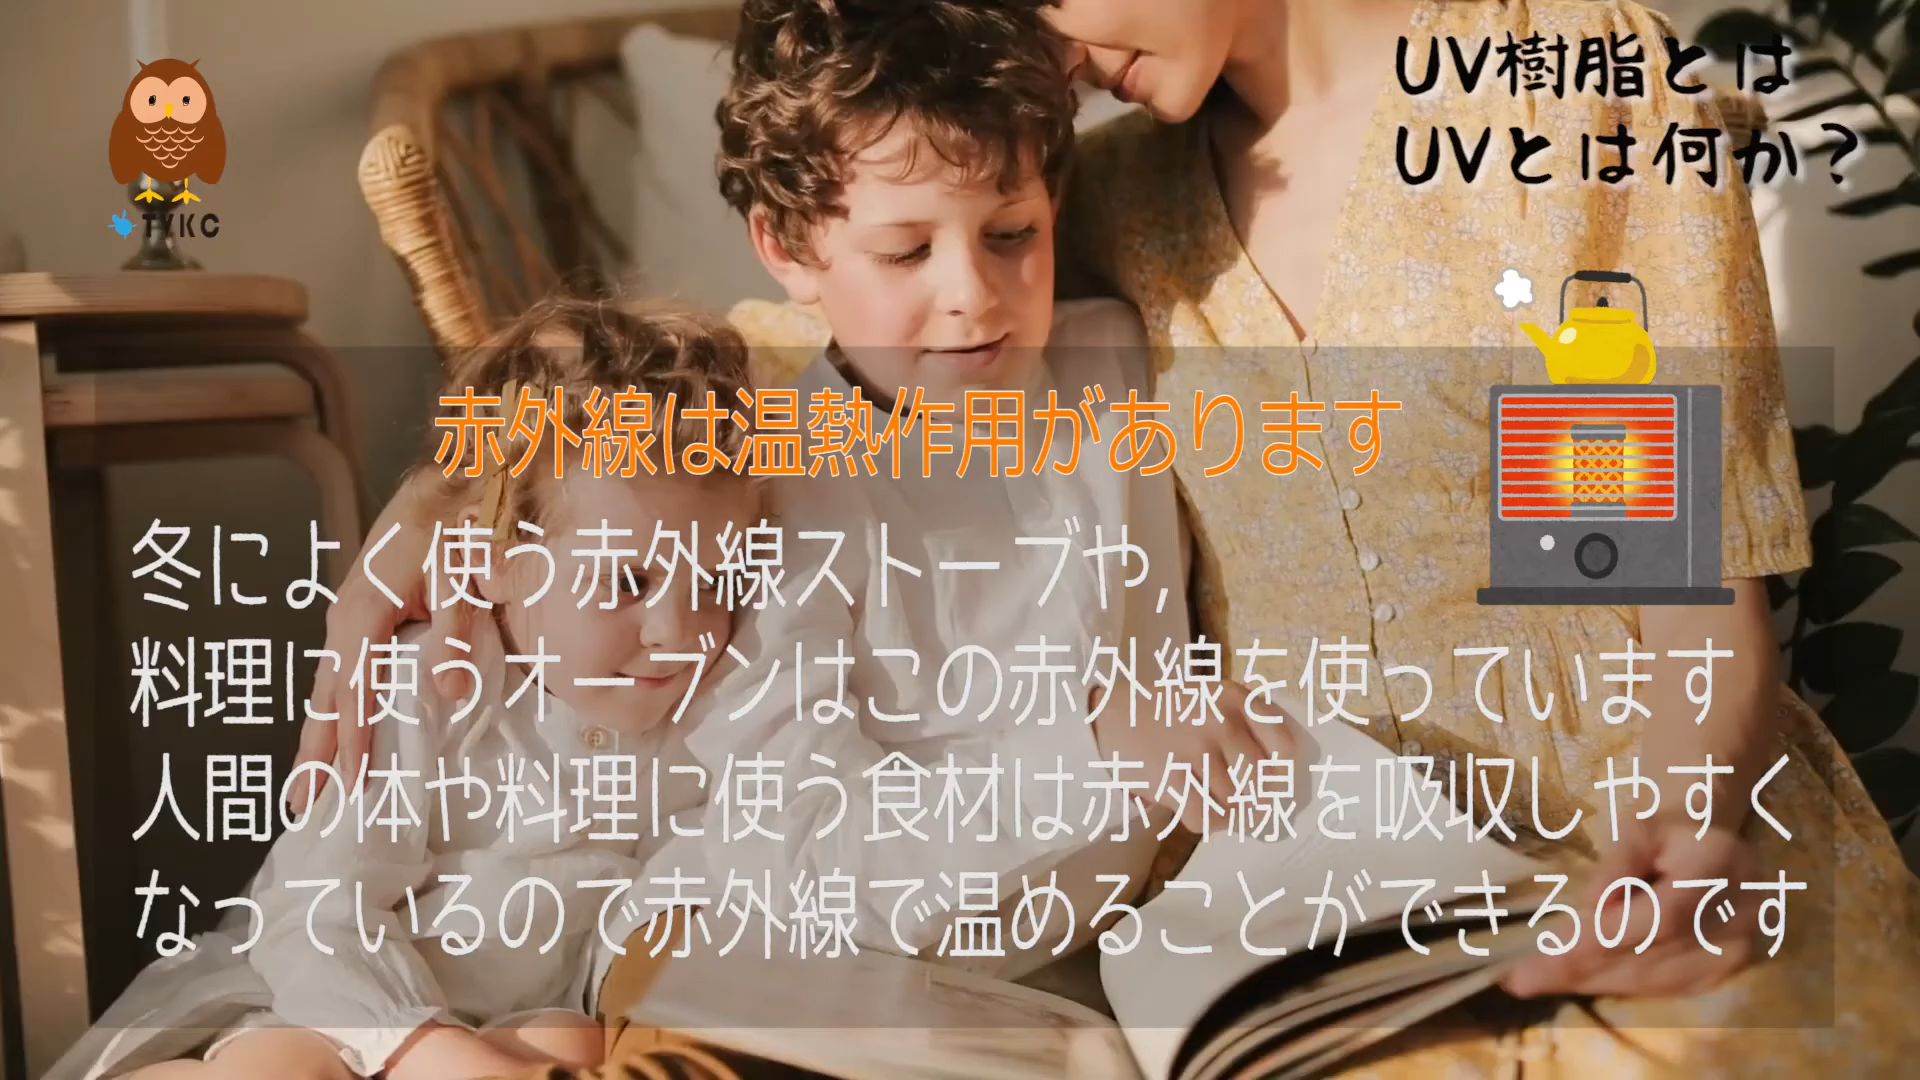 UV樹脂とは
UVとは何か?
TYKC
赤外線は温熱作用があります
冬によく使う赤外線ストーブや,
料理に使うオーブンはこの赤外線を使っています
人間の体や料理に使う食材は赤外線を吸収しやすく
なっているので赤外線で温めることができるのです